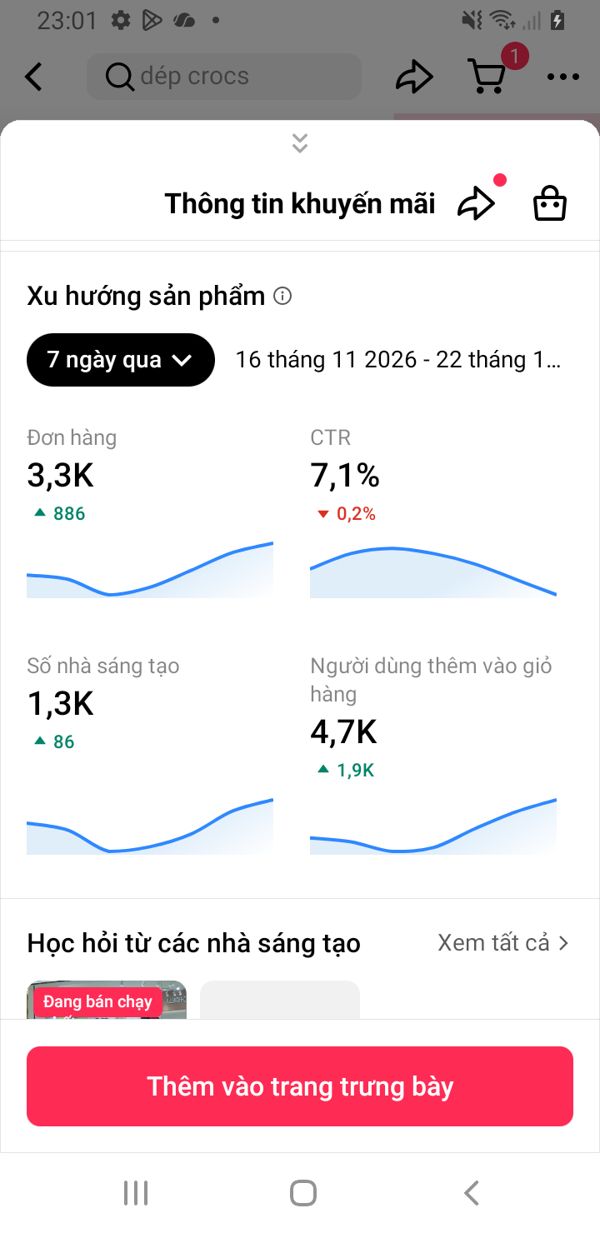 23:01
dép crocs
1
Thông tin khuyến mãi
Xu hướng sản phẩm
7 ngày qua
16 tháng 11 2026 - 22 tháng 1...
Đơn hàng
CTR
3,3K
7,1%
886
0,2%
Số nhà sáng tạo
Người dùng thêm vào giỏ
hàng
1,3K
4,7K
86
1,9K
Học hỏi từ các nhà sáng tạo
Xem tất cả
Đang bán chạy
Thêm vào trang trưng bày